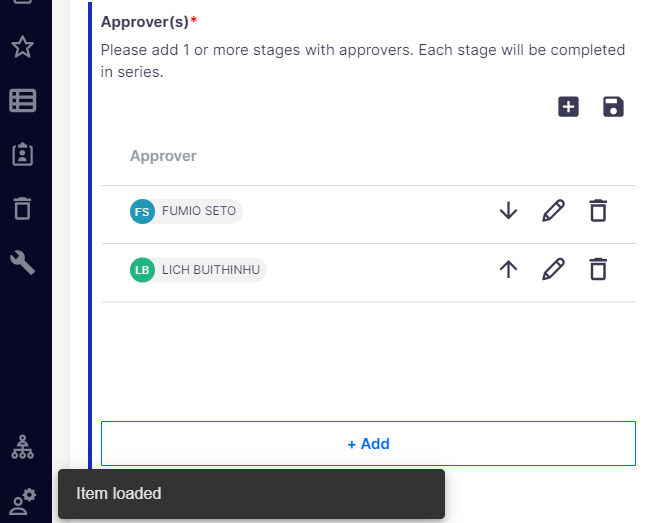 Approver(s)*
Please add 1 or more stages with approvers. Each stage will be completed
in series.
Approver
FS FUMIO SETO
LB LICH BUITHINHU
+ Add
Item loaded